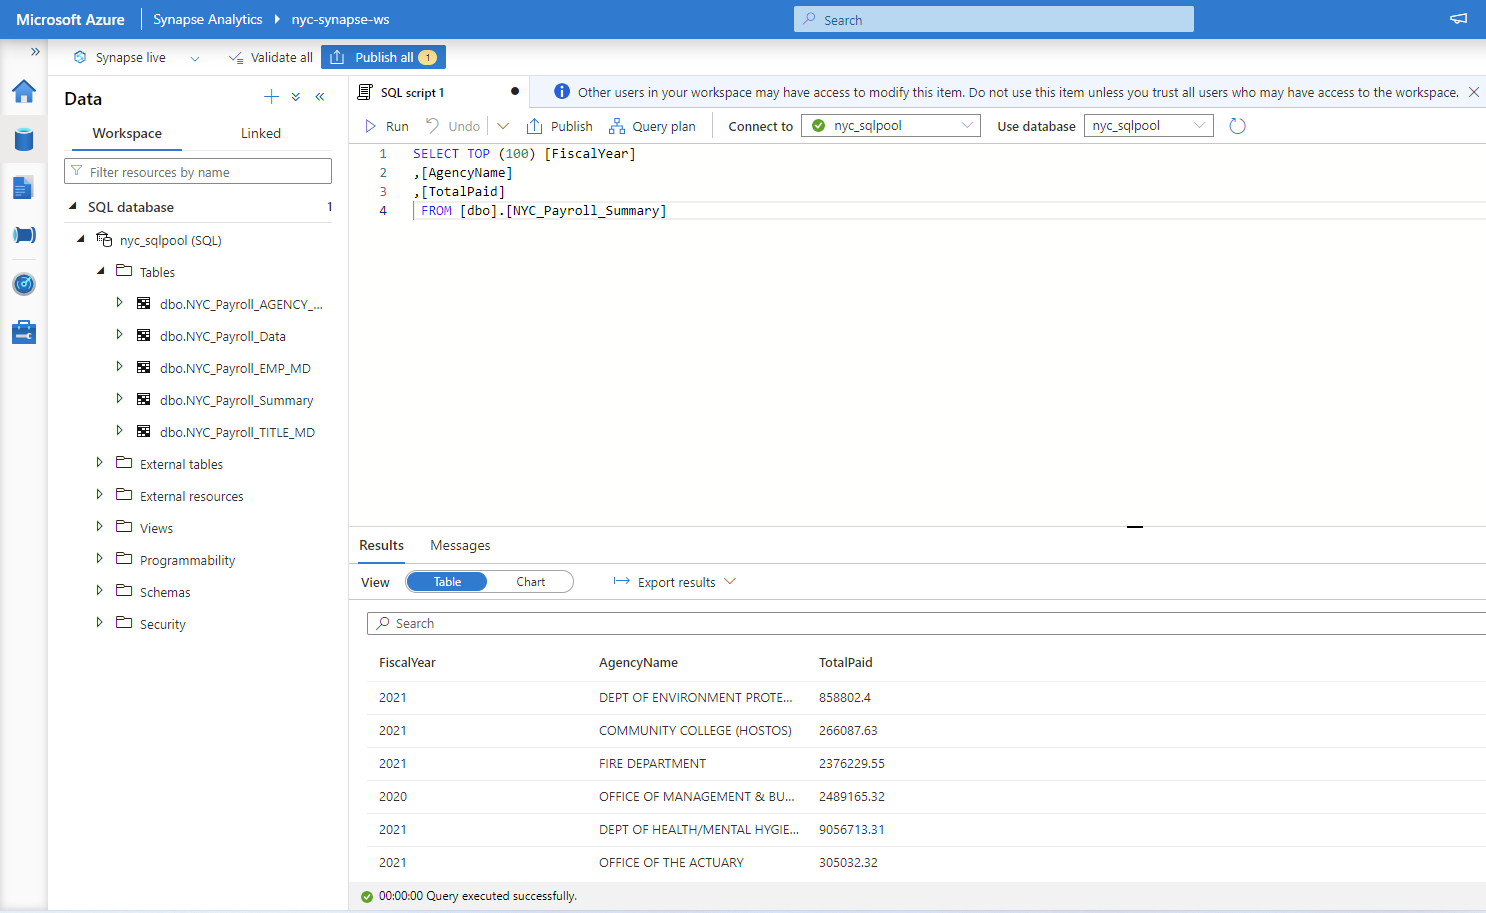 Microsoft Azure Synapse Analytics nyc-synapse-ws Search
Synapse live Validate all Publish all 1
Data
Workspace Linked
Filter resources by name
SQL database 1
nyc_sqlpool (SQL)
Tables
dbo.NYC_Payroll_AGENCY_...
dbo.NYC_Payroll_Data
dbo.NYC_Payroll_EMP_MD
dbo.NYC_Payroll_Summary
dbo.NYC_Payroll_TITLE_MD
External tables
External resources
Views
Programmability
Schemas
Security
SQL script 1
Other users in your workspace may have access to modify this item. Do not use this item unless you trust all users who may have access to the workspace.
Run Undo Publish Query plan Connect to nyc_sqlpool Use database nyc_sqlpool
1 SELECT TOP (100) [FiscalYear]
2 ,[AgencyName]
3 ,[TotalPaid]
4 FROM [dbo].[NYC_Payroll_Summary]
Results Messages
View Table Chart Export results
Search
FiscalYear AgencyName TotalPaid
2021 DEPT OF ENVIRONMENT PROTE... 858802.4
2021 COMMUNITY COLLEGE (HOSTOS) 266087.63
2021 FIRE DEPARTMENT 2376229.55
2020 OFFICE OF MANAGEMENT & BU... 2489165.32
2021 DEPT OF HEALTH/MENTAL HYGIE... 9056713.31
2021 OFFICE OF THE ACTUARY 305032.32
00:00:00 Query executed successfully.